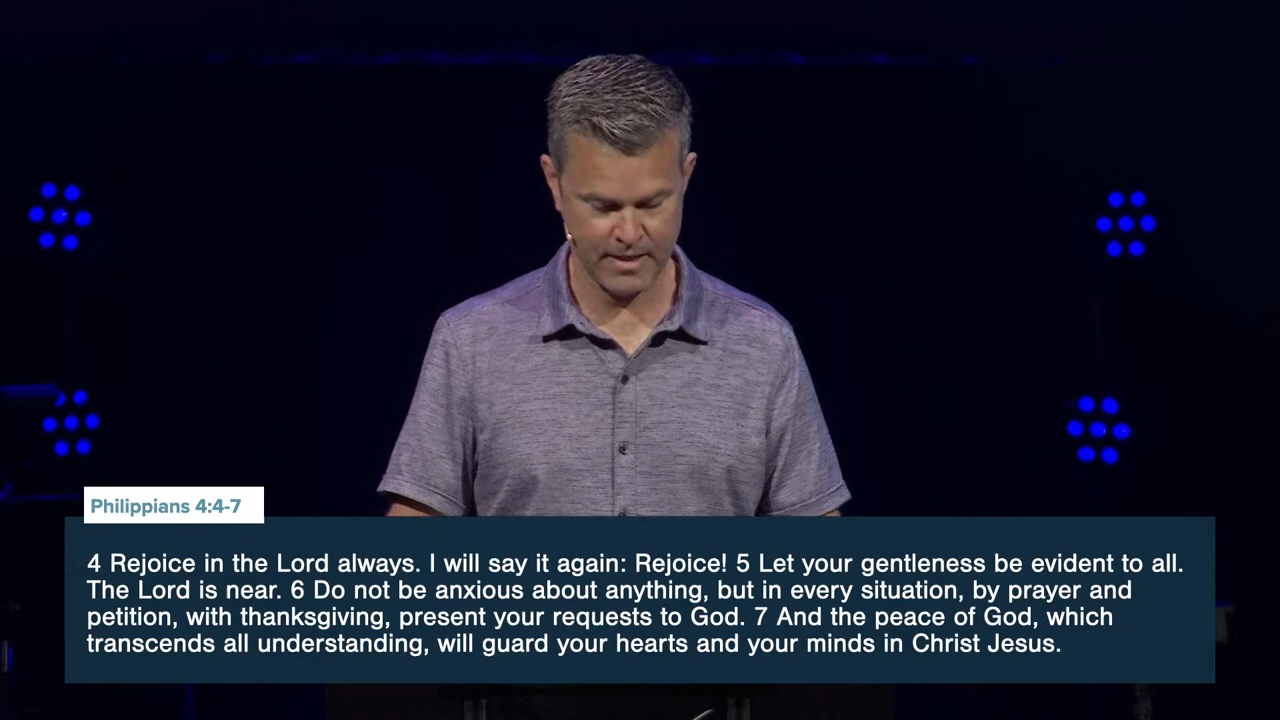 Philippians 4:4-7
4 Rejoice in the Lord always. I will say it again: Rejoice! 5 Let your gentleness be evident to all.
The Lord is near. 6 Do not be anxious about anything, but in every situation, by prayer and
petition, with thanksgiving, present your requests to God. 7 And the peace of God, which
transcends all understanding, will guard your hearts and your minds in Christ Jesus.